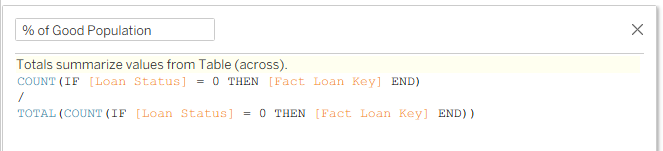 % of Good Population
Totals summarize values from Table (across).
COUNT(IF [Loan Status] = 0 THEN [Fact Loan Key] END)
/
TOTAL(COUNT(IF [Loan Status] = 0 THEN [Fact Loan Key] END))